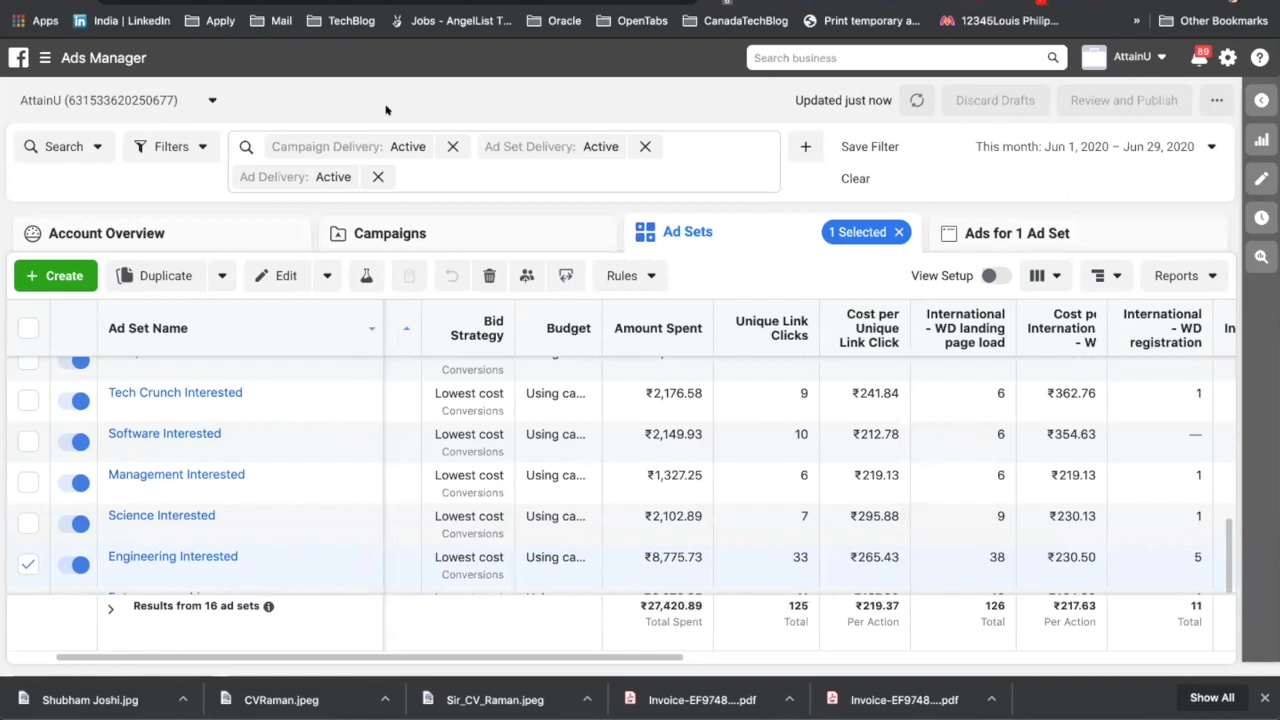 Apps India | LinkedIn Apply Mail TechBlog Jobs - AngelList T... Oracle OpenTabs CanadaTechBlog Print temporary a... 12345Louis Philip... » Other Bookmarks
Ads Manager Search business AttainU 89
AttainU (631533620250677) Updated just now Discard Drafts Review and Publish
Search Filters Campaign Delivery: Active Ad Set Delivery: Active Save Filter This month: Jun 1, 2020 – Jun 29, 2020
Ad Delivery: Active Clear
Account Overview Campaigns Ad Sets 1 Selected Ads for 1 Ad Set
+ Create Duplicate Edit Rules View Setup Reports
Ad Set Name Bid Strategy Budget Amount Spent Unique Link Clicks Cost per Unique Link Click International - WD landing page load Cost pe Internation - W International - WD registration In
Conversions
Tech Crunch Interested Lowest cost Using ca... ₹2,176.58 9 ₹241.84 6 ₹362.76 1
Conversions
Software Interested Lowest cost Using ca... ₹2,149.93 10 ₹212.78 6 ₹354.63 —
Conversions
Management Interested Lowest cost Using ca... ₹1,327.25 6 ₹219.13 6 ₹219.13 1
Conversions
Science Interested Lowest cost Using ca... ₹2,102.89 7 ₹295.88 9 ₹230.13 1
Conversions
Engineering Interested Lowest cost Using ca... ₹8,775.73 33 ₹265.43 38 ₹230.50 5
Conversions
Results from 16 ad sets ₹27,420.89 125 ₹219.37 126 ₹217.63 11
Total Spent Total Per Action Total Per Action Total
Shubham Joshi.jpg CVRaman.jpeg Sir_CV_Raman.jpeg Invoice-EF9748....pdf Invoice-EF9748....pdf Show All